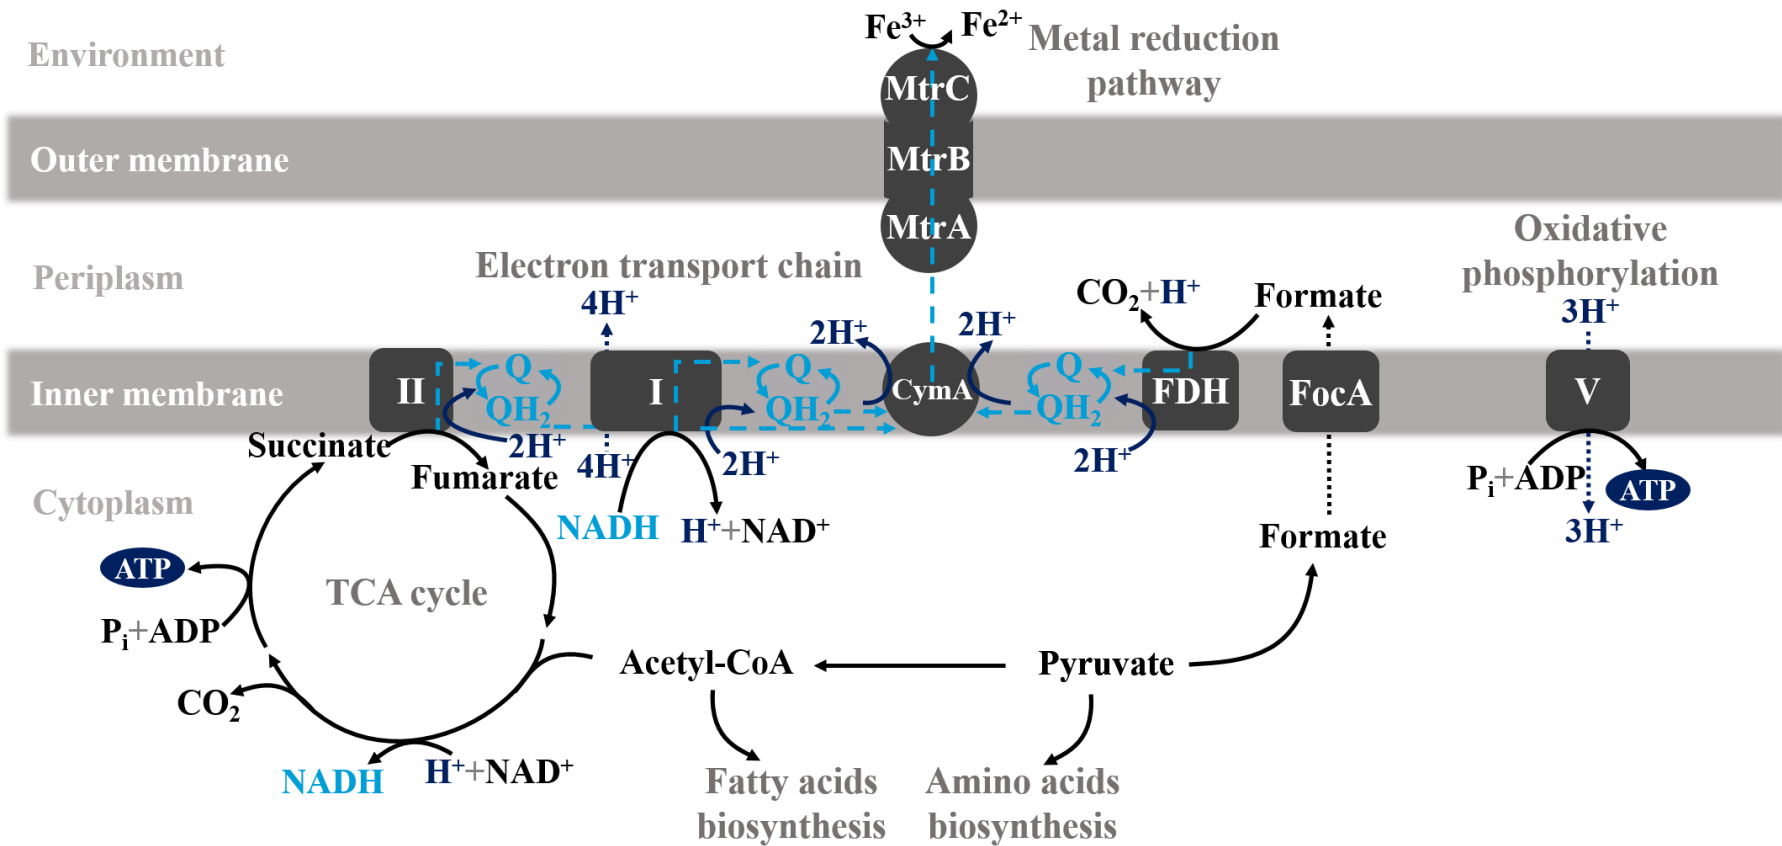 Fe³⁺ Fe²⁺
Metal reduction
pathway
Environment
MtrC
Outer membrane
MtrB
MtrA
Oxidative
phosphorylation
Periplasm
Electron transport chain
4H⁺
2H⁺
2H⁺
CO₂+H⁺
Formate
3H⁺
Inner membrane
II
Q
QH₂
I
Q
QH₂
CymA
Q
QH₂
FDH
FocA
V
Succinate
2H⁺
Fumarate
4H⁺
2H⁺
2H⁺
Pᵢ+ADP
ATP
Cytoplasm
NADH
H⁺+NAD⁺
Formate
3H⁺
ATP
TCA cycle
Pᵢ+ADP
Acetyl-CoA
Pyruvate
CO₂
NADH
H⁺+NAD⁺
Fatty acids
biosynthesis
Amino acids
biosynthesis